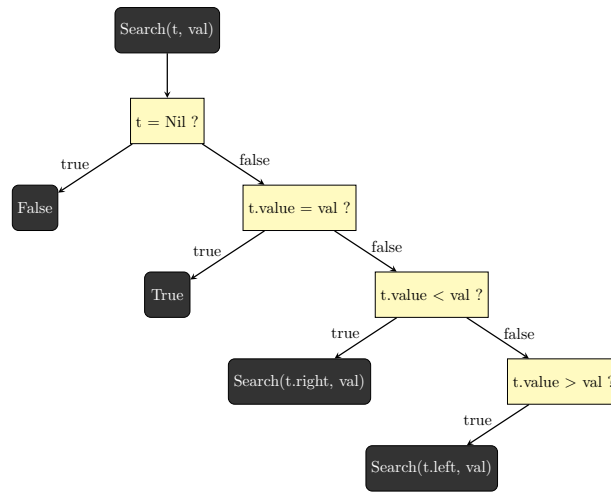 Search(t, val)
t = Nil ?
true
false
False
t.value = val ?
true
false
True
t.value < val ?
true
false
Search(t.right, val)
t.value > val ?
true
Search(t.left, val)